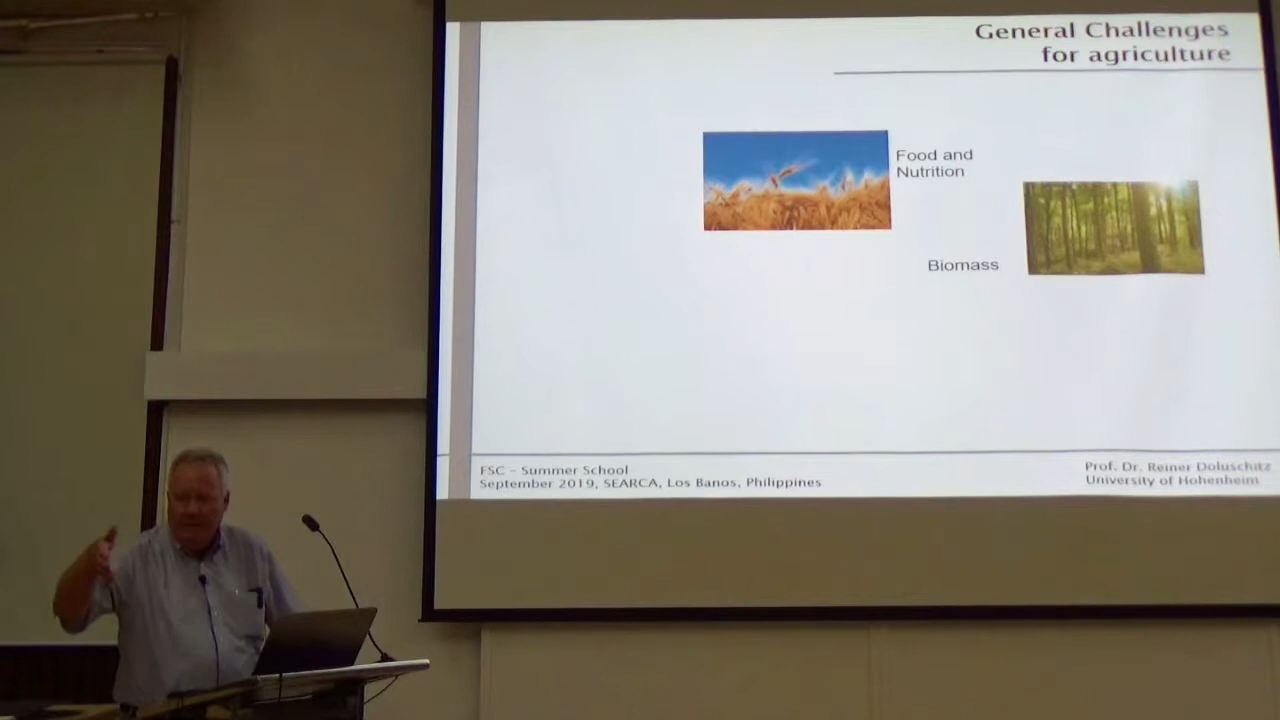 General Challenges
for agriculture
Food and
Nutrition
Biomass
FSC – Summer School
September 2019, SEARCA, Los Banos, Philippines
Prof. Dr. Reiner Doluschitz
University of Hohenheim